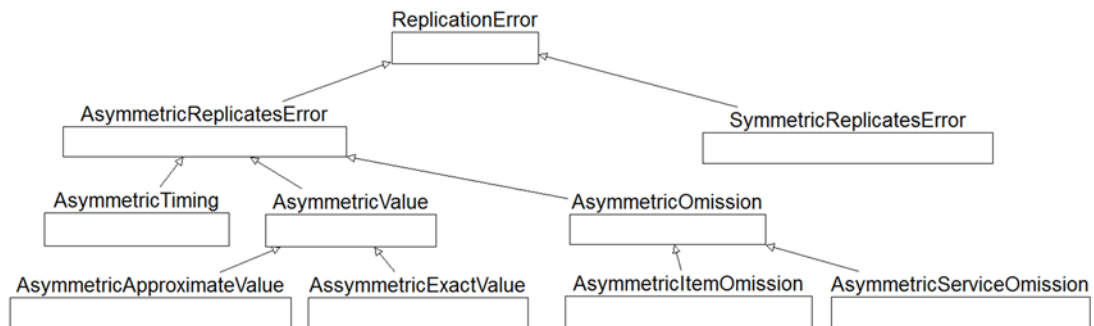 ReplicationError
AsymmetricReplicatesError
SymmetricReplicatesError
AsymmetricTiming
AsymmetricValue
AsymmetricOmission
AsymmetricApproximateValue
AssymmetricExactValue
AsymmetricItemOmission
AsymmetricServiceOmission